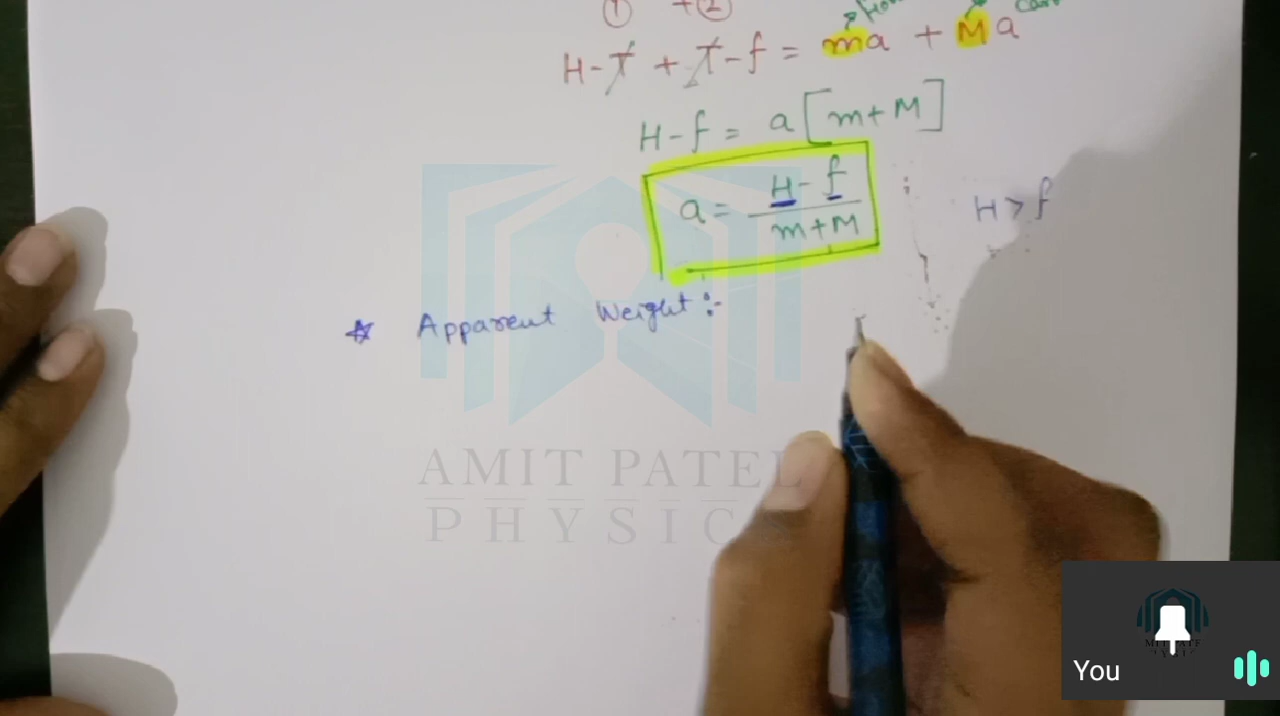 ① + ②
H - T + T - f = ma + Ma
H - f = a [m + M]
a = H - f / m + M ; H > f
☆ Apparent Weight :-
AMIT PATEL
PHYSICS
You